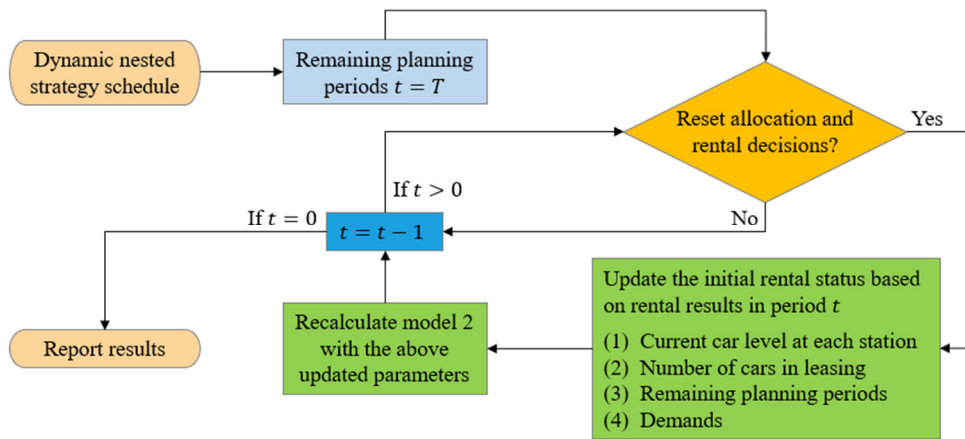 Dynamic nested
strategy schedule
Remaining planning
periods t = T
Reset allocation and
rental decisions?
Yes
No
If t > 0
If t = 0
t = t − 1
Update the initial rental status based
on rental results in period t
(1) Current car level at each station
(2) Number of cars in leasing
(3) Remaining planning periods
(4) Demands
Recalculate model 2
with the above
updated parameters
Report results